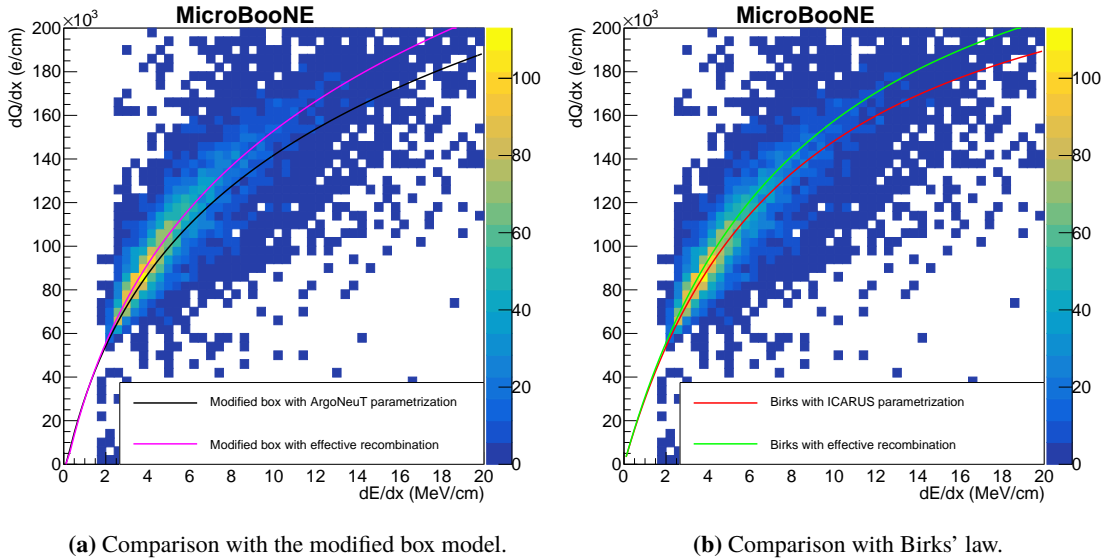 MicroBooNE
×10³
dQ/dx (e/cm)
200
180
160
140
120
100
80
60
40
20
0
0 2 4 6 8 10 12 14 16 18 20
dE/dx (MeV/cm)
100
80
60
40
20
0
Modified box with ArgoNeuT parametrization
Modified box with effective recombination
(a) Comparison with the modified box model.
MicroBooNE
×10³
dQ/dx (e/cm)
200
180
160
140
120
100
80
60
40
20
0
0 2 4 6 8 10 12 14 16 18 20
dE/dx (MeV/cm)
100
80
60
40
20
0
Birks with ICARUS parametrization
Birks with effective recombination
(b) Comparison with Birks' law.